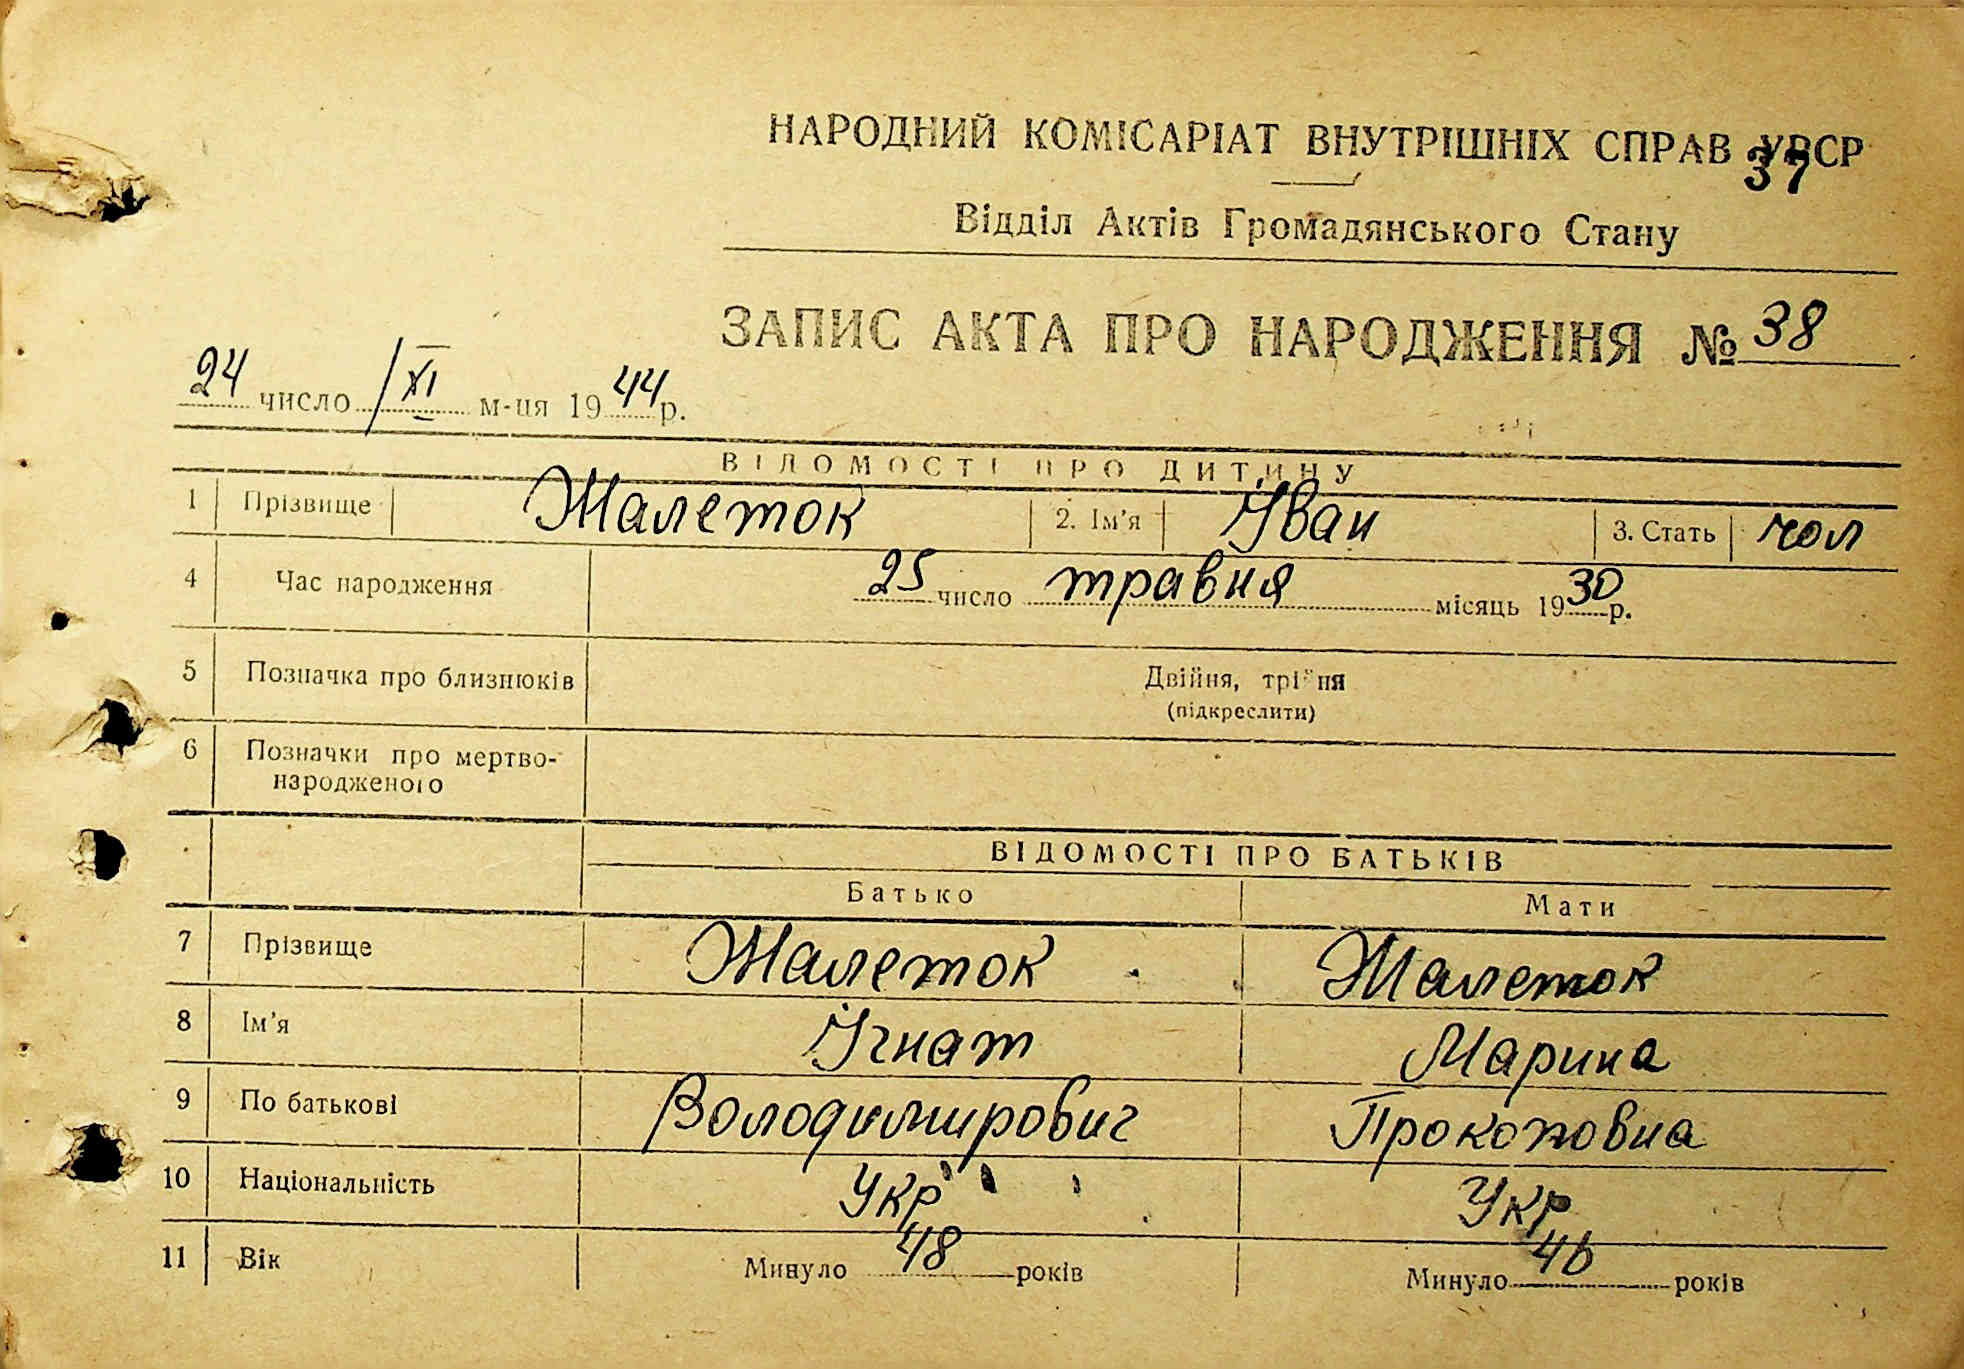 НАРОДНИЙ КОМІСАРІАТ ВНУТРІШНІХ СПРАВ УРСР
37
Відділ Актів Громадянського Стану
ЗАПИС АКТА ПРО НАРОДЖЕННЯ № 38
24 число XI м-ця 1944 р.
ВІДОМОСТІ ПРО ДИТИНУ
1 Прізвище Жалеток 2. Ім'я Іван 3. Стать чол
4 Час народження 25 число травня місяць 1930 р.
5 Позначка про близнюків Двійня, трійня
(підкреслити)
6 Позначки про мертво-
народженого
ВІДОМОСТІ ПРО БАТЬКІВ
Батько Мати
7 Прізвище Жалеток Жалеток
8 Ім'я Ігнат Марина
9 По батькові Володимирович Прокоповна
10 Національність Укр Укр
11 Вік Минуло 48 років Минуло 46 років